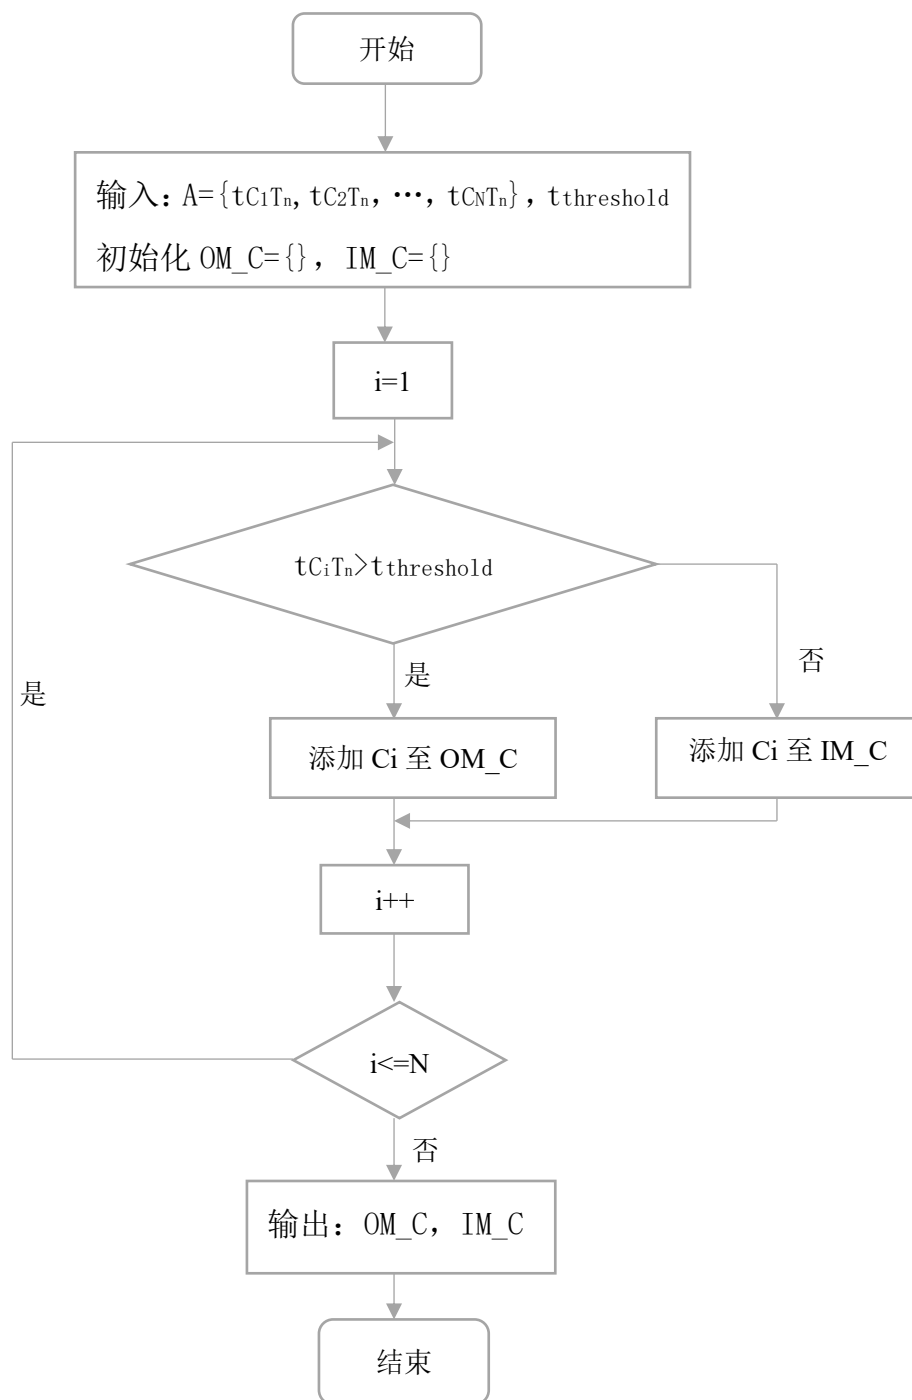 开始
输入：A={tC₁Tₙ, tC₂Tₙ, …, tCNTₙ}, tthreshold
初始化 OM_C={}, IM_C={}
i=1
tCᵢTₙ>tthreshold
是
否
是
添加 Ci 至 OM_C
添加 Ci 至 IM_C
i++
i<=N
否
输出：OM_C，IM_C
结束